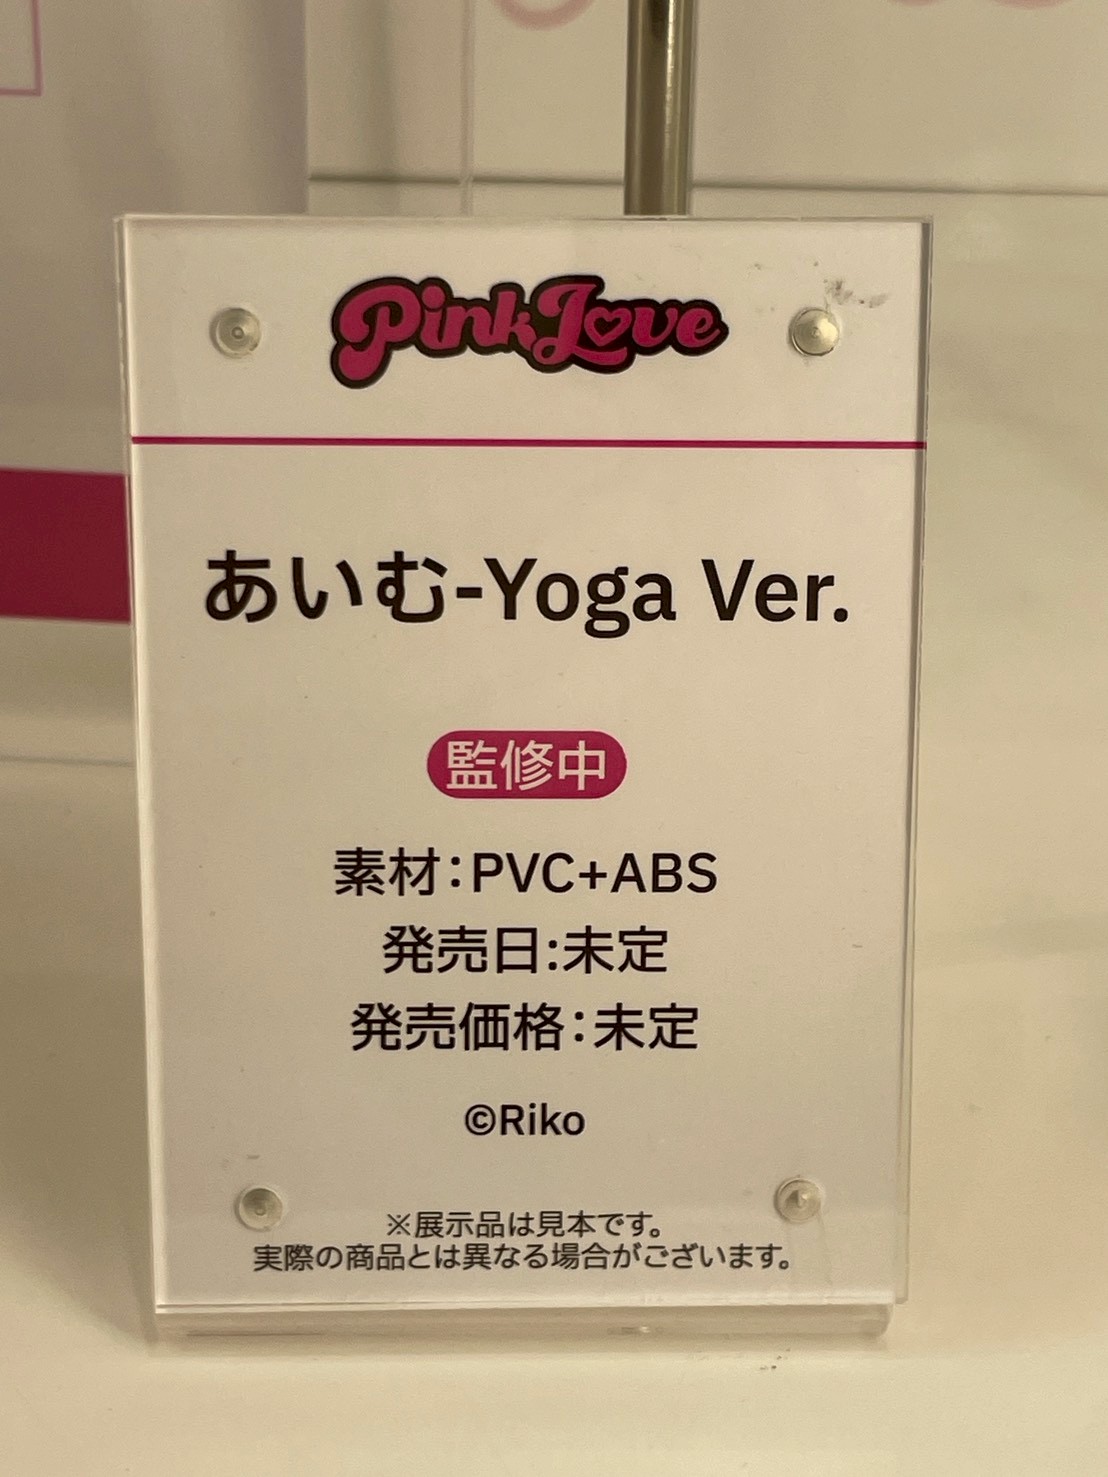 Pink Love
あいむ-Yoga Ver.
監修中
素材：PVC+ABS
発売日:未定
発売価格：未定
©Riko
※展示品は見本です。
実際の商品とは異なる場合がございます。